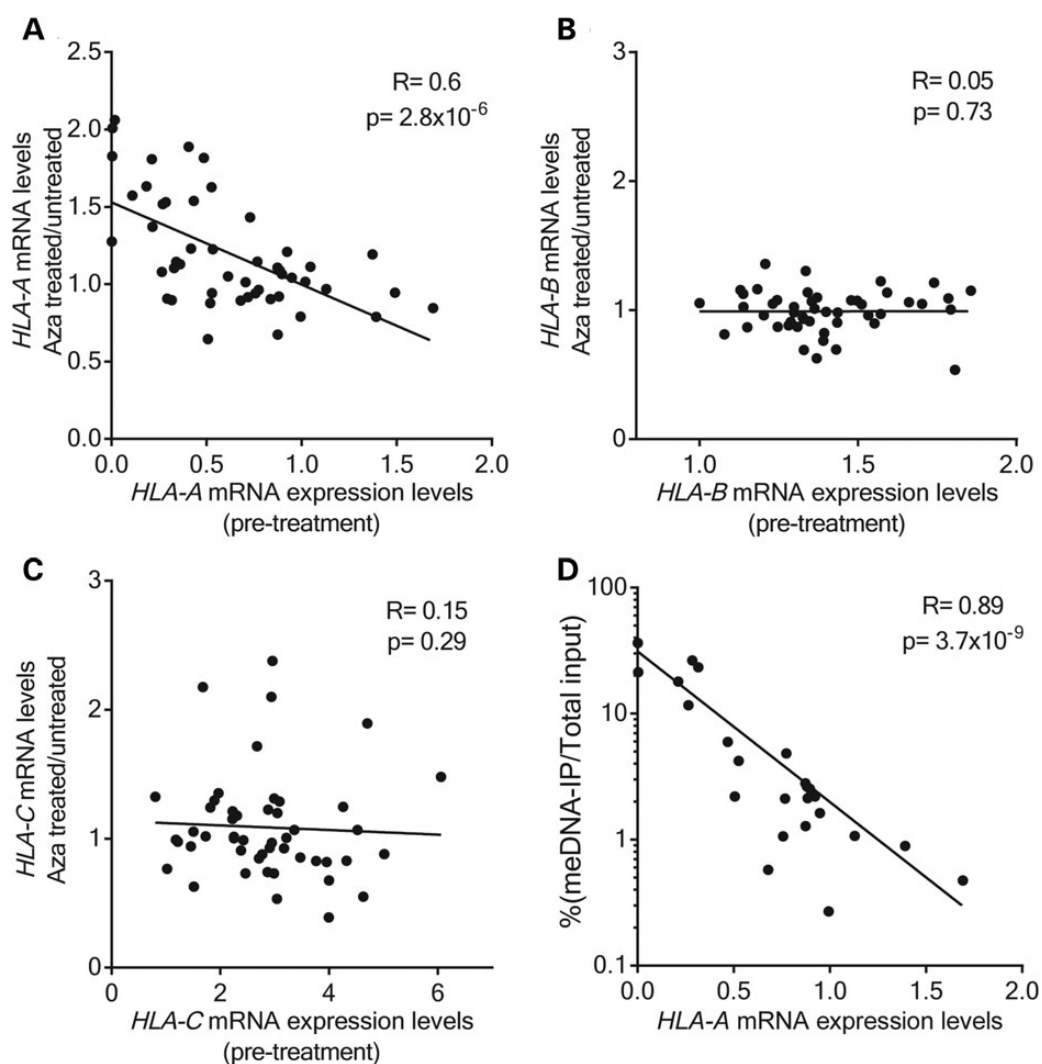 A
HLA-A mRNA levels
Aza treated/untreated
2.5
2.0
1.5
1.0
0.5
0.0
R= 0.6
p= 2.8x10⁻⁶
0.0 0.5 1.0 1.5 2.0
HLA-A mRNA expression levels
(pre-treatment)
B
HLA-B mRNA levels
Aza treated/untreated
3
2
1
0
R= 0.05
p= 0.73
1.0 1.5 2.0
HLA-B mRNA expression levels
(pre-treatment)
C
HLA-C mRNA levels
Aza treated/untreated
3
2
1
0
R= 0.15
p= 0.29
0 2 4 6
HLA-C mRNA expression levels
(pre-treatment)
D
%(meDNA-IP/Total input)
100
10
1
0.1
R= 0.89
p= 3.7x10⁻⁹
0.0 0.5 1.0 1.5 2.0
HLA-A mRNA expression levels